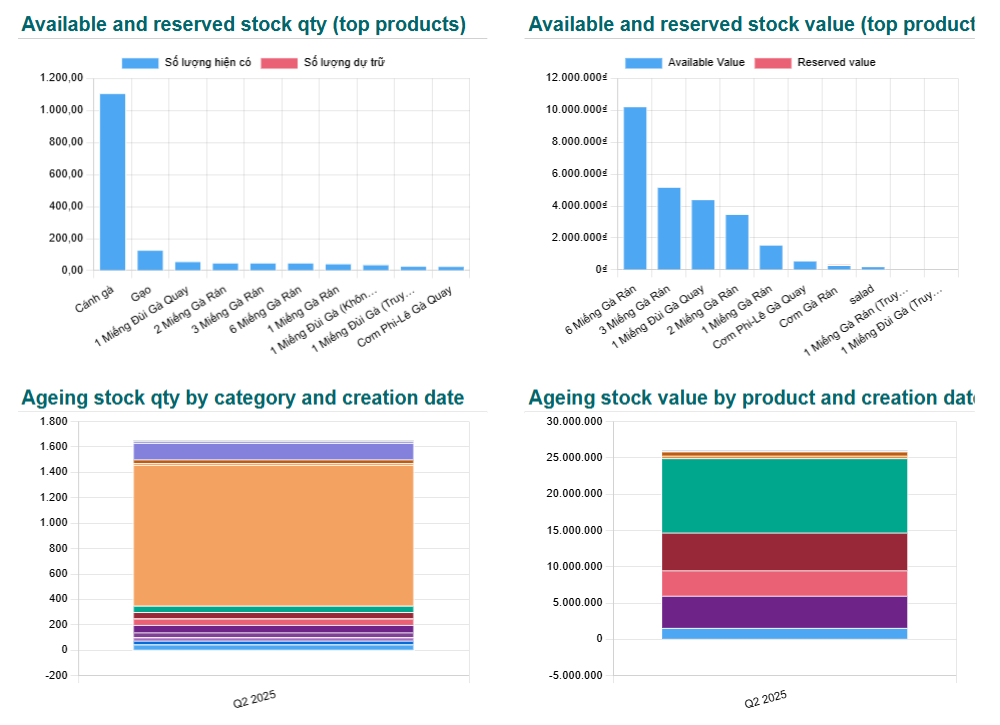 Available and reserved stock qty (top products)
Số lượng hiện có
Số lượng dự trữ
1.200,00
1.000,00
800,00
600,00
400,00
200,00
0,00
Cánh gà
Gạo
1 Miếng Đùi Gà Quay
2 Miếng Gà Rán
3 Miếng Gà Rán
6 Miếng Gà Rán
1 Miếng Gà Rán
1 Miếng Đùi Gà (Khôn…
1 Miếng Đùi Gà (Truy…
Cơm Phi-Lê Gà Quay
Available and reserved stock value (top product
Available Value
Reserved value
12.000.000₫
10.000.000₫
8.000.000₫
6.000.000₫
4.000.000₫
2.000.000₫
0₫
6 Miếng Gà Rán
3 Miếng Gà Rán
1 Miếng Đùi Gà Quay
2 Miếng Gà Rán
1 Miếng Gà Rán
Cơm Phi-Lê Gà Quay
Cơm Gà Rán
salad
1 Miếng Gà Rán (Truy…
1 Miếng Đùi Gà (Truy…
Ageing stock qty by category and creation date
1.800
1.600
1.400
1.200
1.000
800
600
400
200
0
-200
Q2 2025
Ageing stock value by product and creation date
30.000.000
25.000.000
20.000.000
15.000.000
10.000.000
5.000.000
0
-5.000.000
Q2 2025